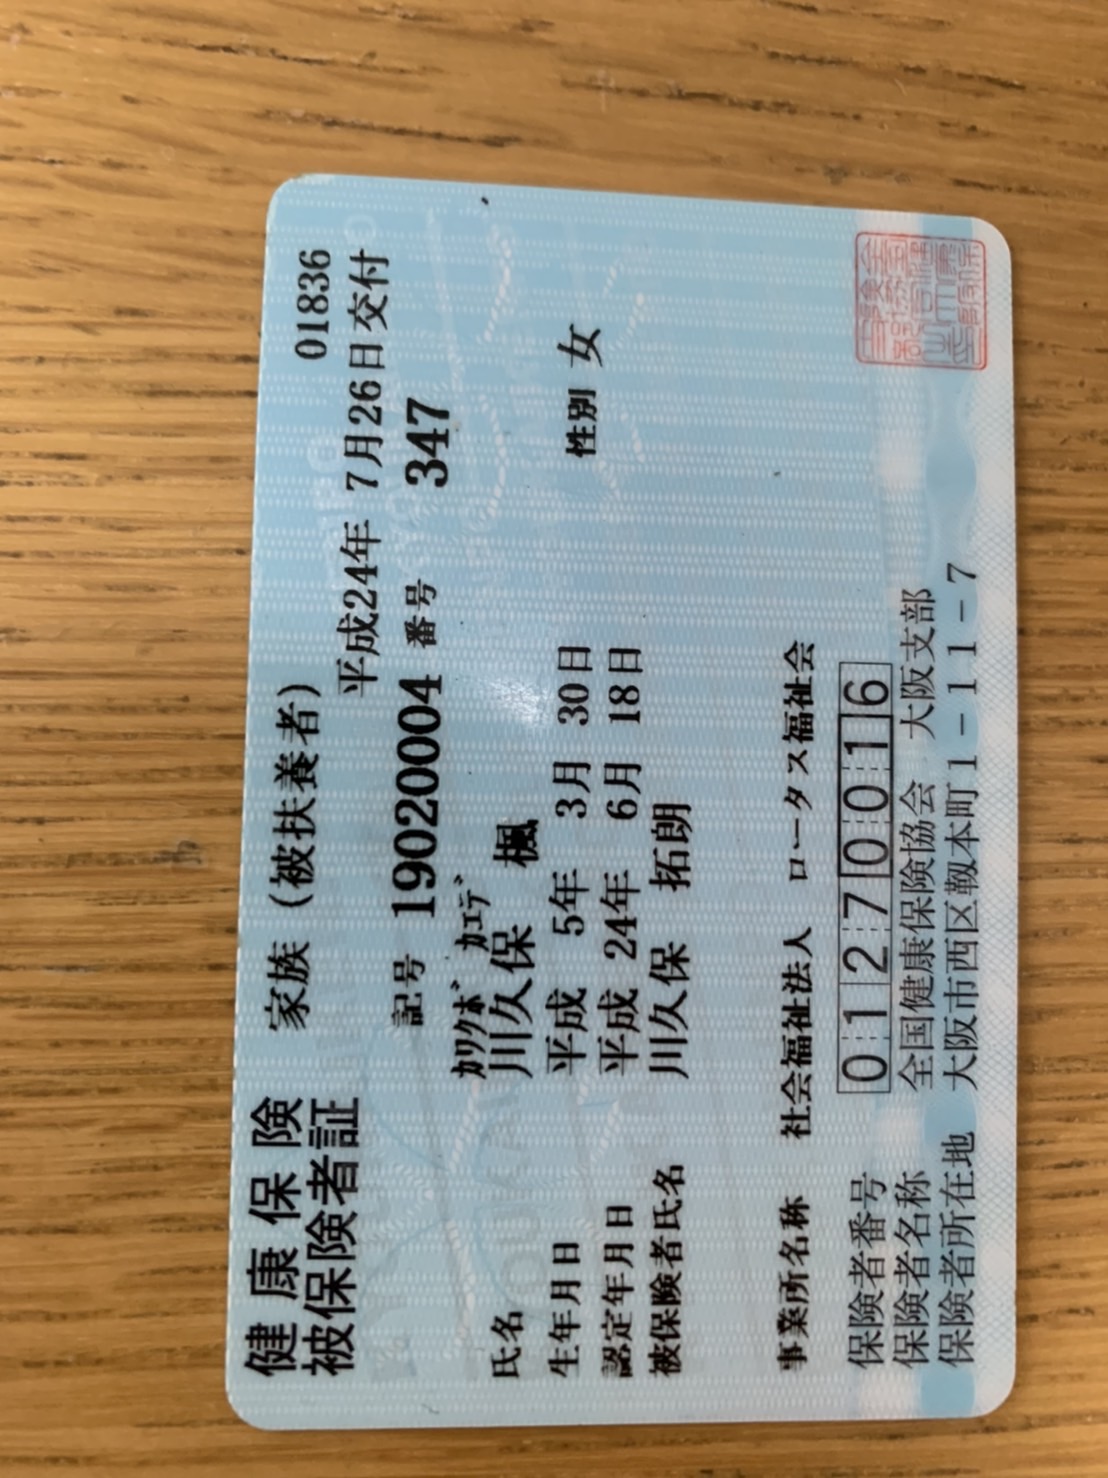 健康保険 家族（被扶養者） 01836
被保険者証 平成24年 7月26日交付
記号 19020004 番号 347
ｶﾜｸﾎﾞ ｶｴﾃﾞ
氏名 川久保 楓 性別 女
生年月日 平成 5年 3月 30日
認定年月日 平成 24年 6月 18日
被保険者氏名 川久保 拓朗
事業所名称 社会福祉法人 ロータス福祉会
保険者番号 01270016
保険者名称 全国健康保険協会 大阪支部
保険者所在地 大阪市西区靱本町1-11-7